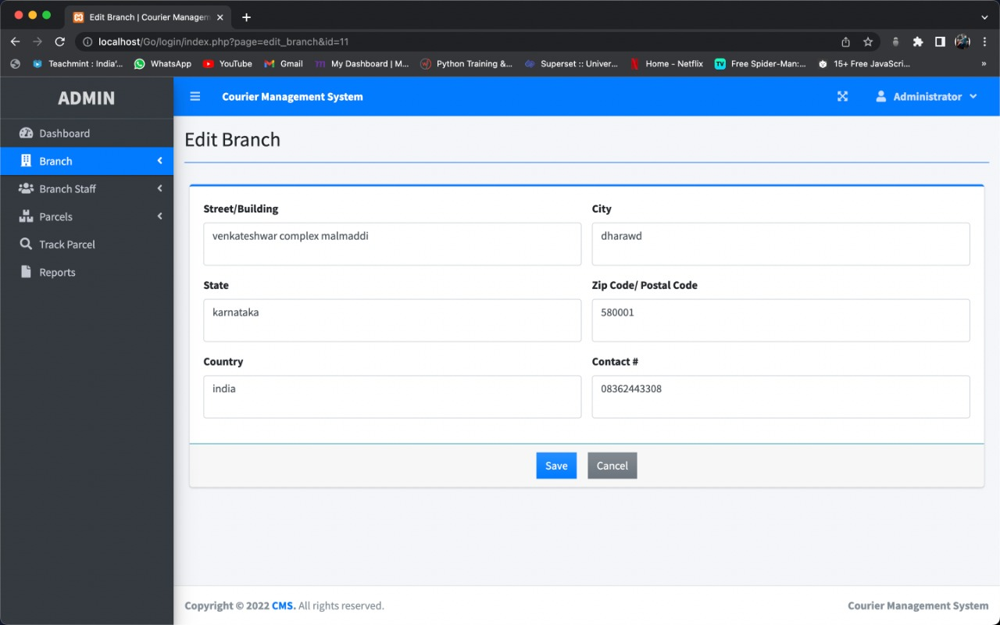 Edit Branch | Courier Managem
localhost/Go/login/index.php?page=edit_branch&id=11
Teachmint : India'... WhatsApp YouTube Gmail My Dashboard | M... Python Training &... Superset :: Univer... Home - Netflix Free Spider-Man:... 15+ Free JavaScri... »
ADMIN
Courier Management System
Administrator
Dashboard
Branch
Branch Staff
Parcels
Track Parcel
Reports
Edit Branch
Street/Building
venkateshwar complex malmaddi
City
dharawd
State
karnataka
Zip Code/ Postal Code
580001
Country
india
Contact #
08362443308
Save Cancel
Copyright © 2022 CMS. All rights reserved.
Courier Management System